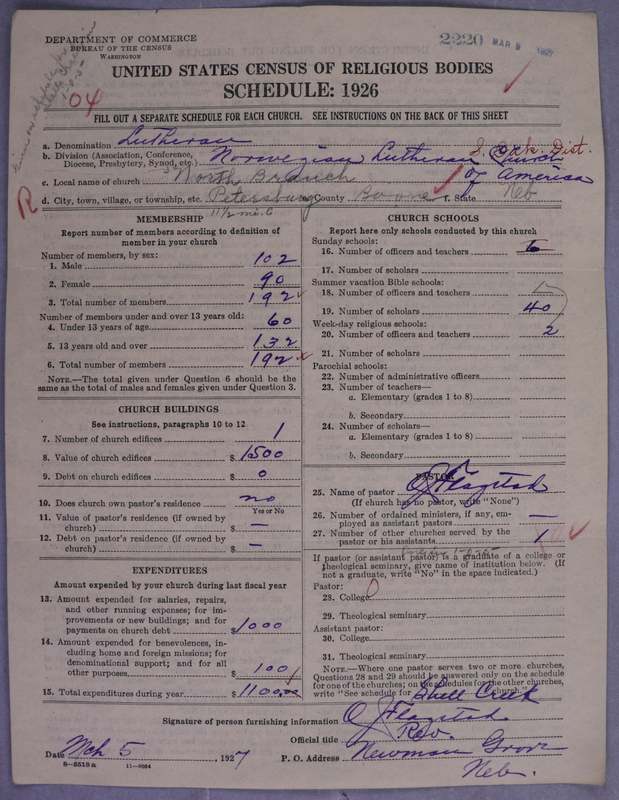 DEPARTMENT OF COMMERCE
BUREAU OF THE CENSUS
WASHINGTON
2220 MAR 9 1927
104
UNITED STATES CENSUS OF RELIGIOUS BODIES
SCHEDULE: 1926
FILL OUT A SEPARATE SCHEDULE FOR EACH CHURCH. SEE INSTRUCTIONS ON THE BACK OF THIS SHEET
a. Denomination Lutheran
b. Division (Association, Conference, Diocese, Presbytery, Synod, etc.) Norwegian Lutheran Church of America
Dist.
c. Local name of church North Branch
R
d. City, town, village, or township, etc. Petersburg e. County Boone f. State Neb
11 1/2 mi. E
MEMBERSHIP
Report number of members according to definition of
member in your church
Number of members, by sex:
1. Male 102
2. Female 90
3. Total number of members 192
Number of members under and over 13 years old:
4. Under 13 years of age 60
5. 13 years old and over 132
6. Total number of members 192
NOTE.—The total given under Question 6 should be
same as the total of males and females given under Question 3.
CHURCH BUILDINGS
See instructions, paragraphs 10 to 12
7. Number of church edifices 1
8. Value of church edifices $ 1500
9. Debt on church edifices $ 0
10. Does church own pastor's residence no
Yes or No
11. Value of pastor's residence (if owned by
church) $ —
12. Debt on pastor's residence (if owned by
church) $ —
EXPENDITURES
Amount expended by your church during last fiscal year
13. Amount expended for salaries, repairs,
and other running expenses; for im-
provements or new buildings; and for
payments on church debt $ 1000
14. Amount expended for benevolences, in-
cluding home and foreign missions; for
denominational support; and for all
other purposes $ 100
15. Total expenditures during year $ 1100.00
CHURCH SCHOOLS
Report here only schools conducted by this church
Sunday schools:
16. Number of officers and teachers 6
17. Number of scholars
Summer vacation Bible schools:
18. Number of officers and teachers
19. Number of scholars 40
Week-day religious schools:
20. Number of officers and teachers 2
21. Number of scholars
Parochial schools:
22. Number of administrative officers
23. Number of teachers—
a. Elementary (grades 1 to 8)
b. Secondary
24. Number of scholars—
a. Elementary (grades 1 to 8)
b. Secondary
PASTOR
25. Name of pastor O J Flagstad
(If church has no pastor, write "None")
26. Number of ordained ministers, if any, em-
ployed as assistant pastors —
27. Number of other churches served by the
pastor or his assistants 1
If pastor (or assistant pastor) is a graduate of a college or
theological seminary, give name of institution below. (If
not a graduate, write "No" in the space indicated.)
Pastor:
28. College
29. Theological seminary
Assistant pastor:
30. College
31. Theological seminary
NOTE.—Where one pastor serves two or more churches,
Questions 28 and 29 should be answered only on the schedule
for one of the churches; on the schedules for the other churches,
write "See schedule for Shell Creek church."
Signature of person furnishing information O J Flagstad
Official title Rev.
Date Mch 5, 1927 P. O. Address Newman Grove
Neb.
8-5518a 11-9664